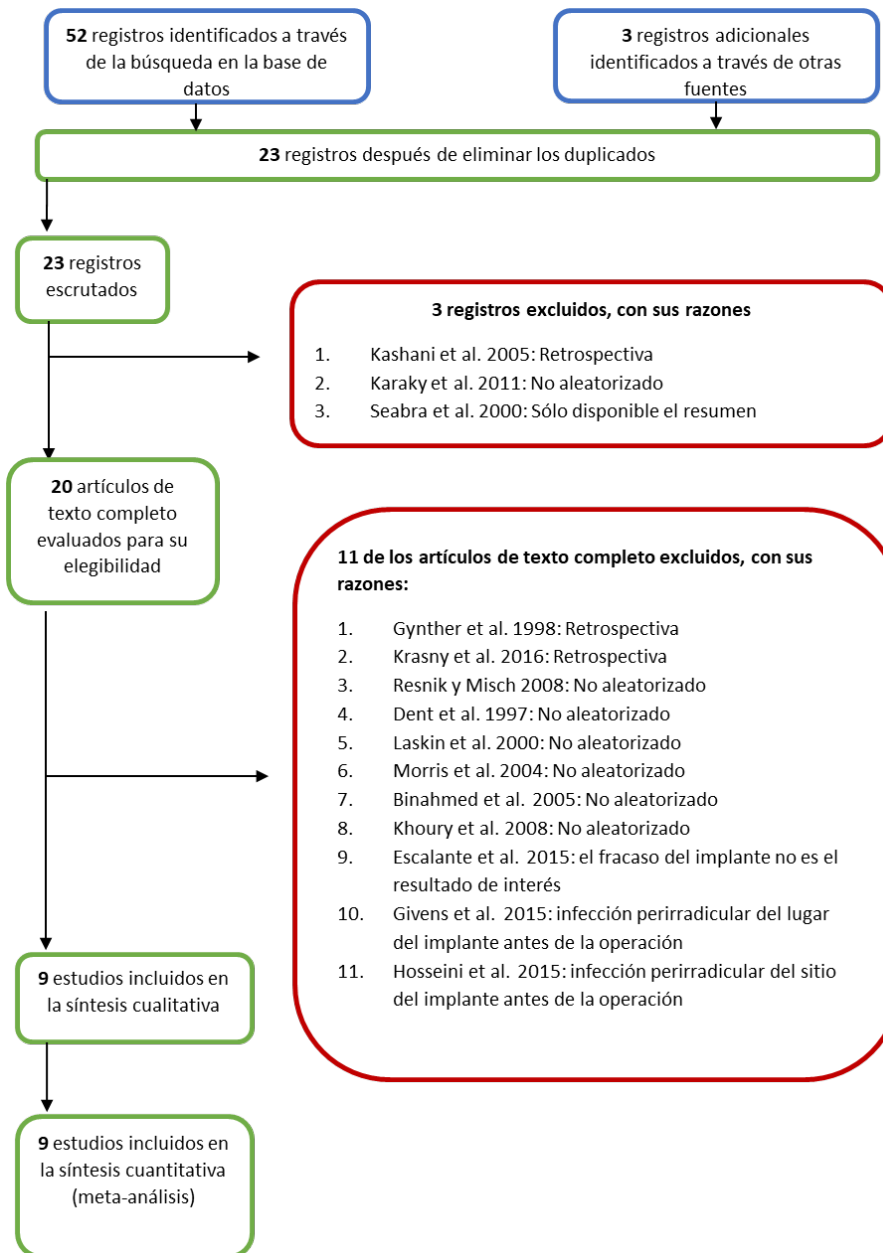 52 registros identificados a través
de la búsqueda en la base de
datos
3 registros adicionales
identificados a través de otras
fuentes
23 registros después de eliminar los duplicados
23 registros
escrutados
3 registros excluidos, con sus razones
1. Kashani et al. 2005: Retrospectiva
2. Karaky et al. 2011: No aleatorizado
3. Seabra et al. 2000: Sólo disponible el resumen
20 artículos de
texto completo
evaluados para su
elegibilidad
11 de los artículos de texto completo excluidos, con sus
razones:
1. Gynther et al. 1998: Retrospectiva
2. Krasny et al. 2016: Retrospectiva
3. Resnik y Misch 2008: No aleatorizado
4. Dent et al. 1997: No aleatorizado
5. Laskin et al. 2000: No aleatorizado
6. Morris et al. 2004: No aleatorizado
7. Binahmed et al. 2005: No aleatorizado
8. Khoury et al. 2008: No aleatorizado
9. Escalante et al. 2015: el fracaso del implante no es el
resultado de interés
10. Givens et al. 2015: infección perirradicular del lugar
del implante antes de la operación
11. Hosseini et al. 2015: infección perirradicular del sitio
del implante antes de la operación
9 estudios incluidos en
la síntesis cualitativa
9 estudios incluidos en
la síntesis cuantitativa
(meta-análisis)